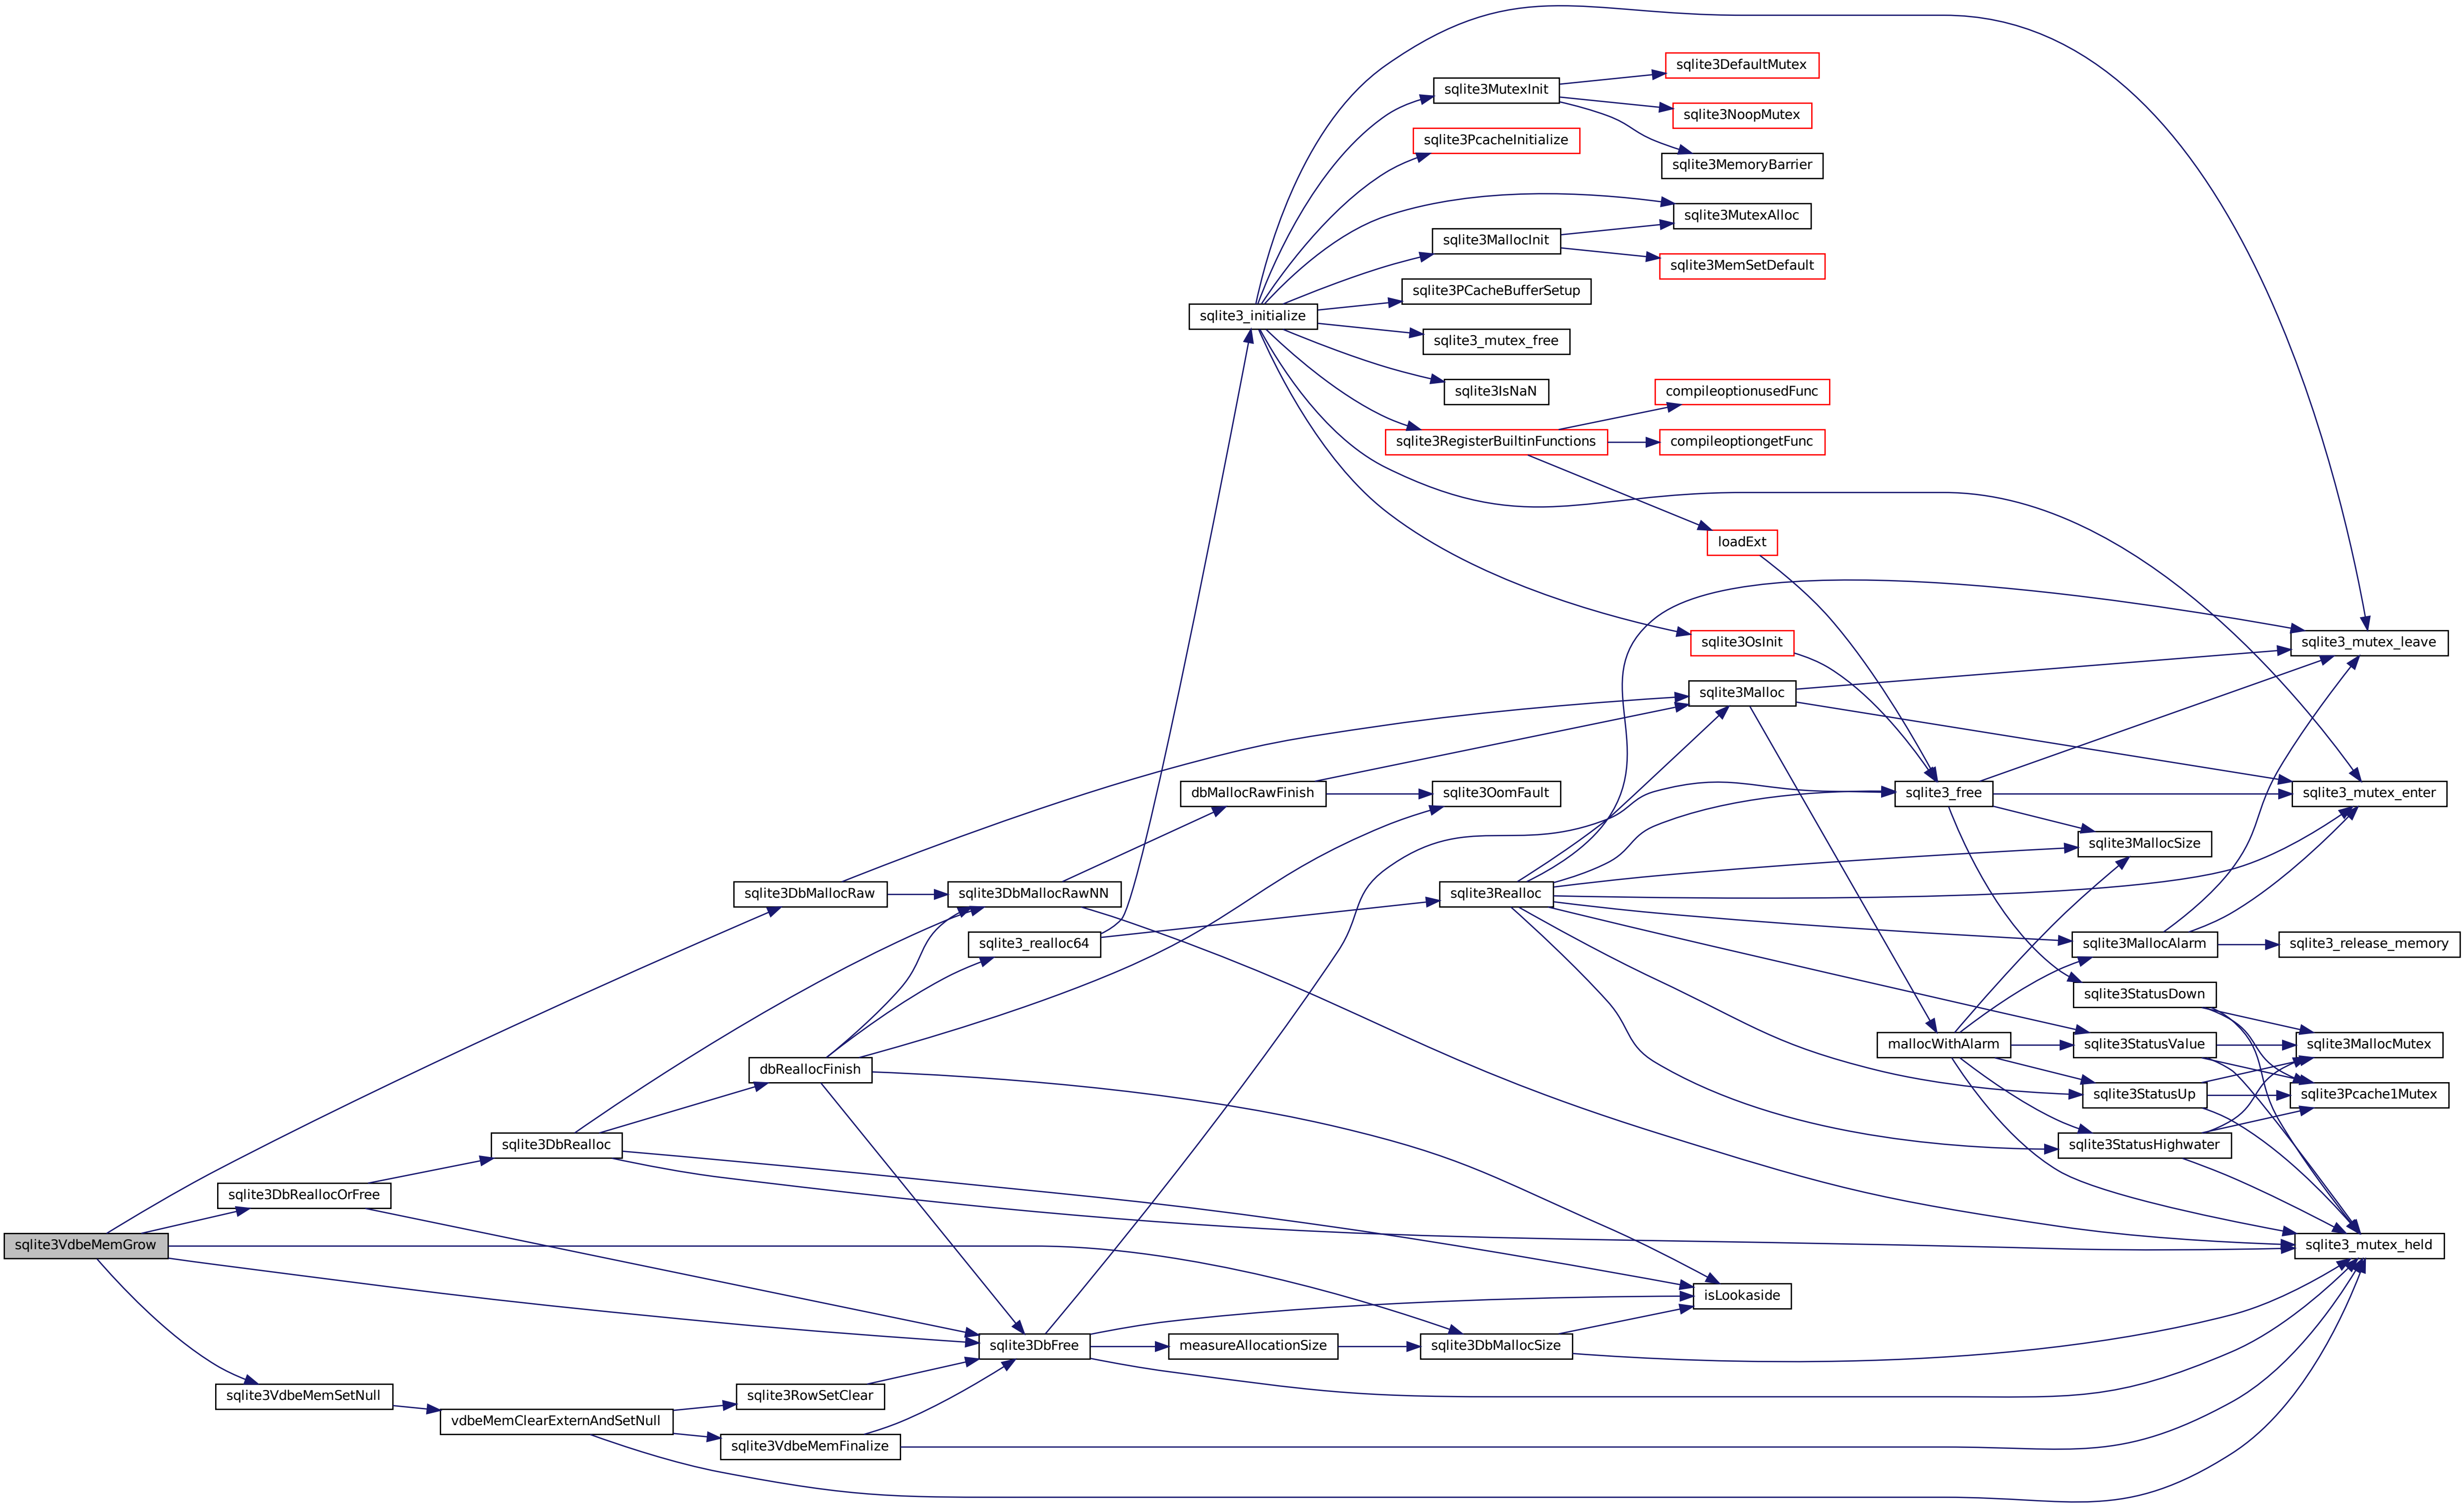 sqlite3DefaultMutex
sqlite3MutexInit
sqlite3NoopMutex
sqlite3PcacheInitialize
sqlite3MemoryBarrier
sqlite3MutexAlloc
sqlite3MallocInit
sqlite3MemSetDefault
sqlite3PCacheBufferSetup
sqlite3_initialize
sqlite3_mutex_free
sqlite3IsNaN
compileoptionusedFunc
sqlite3RegisterBuiltinFunctions
compileoptiongetFunc
loadExt
sqlite3OsInit
sqlite3_mutex_leave
sqlite3Malloc
dbMallocRawFinish
sqlite3OomFault
sqlite3_free
sqlite3_mutex_enter
sqlite3MallocSize
sqlite3DbMallocRaw
sqlite3DbMallocRawNN
sqlite3Realloc
sqlite3_realloc64
sqlite3MallocAlarm
sqlite3_release_memory
sqlite3StatusDown
mallocWithAlarm
sqlite3StatusValue
sqlite3MallocMutex
dbReallocFinish
sqlite3StatusUp
sqlite3Pcache1Mutex
sqlite3DbRealloc
sqlite3StatusHighwater
sqlite3DbReallocOrFree
sqlite3VdbeMemGrow
sqlite3_mutex_held
isLookaside
sqlite3DbFree
measureAllocationSize
sqlite3DbMallocSize
sqlite3VdbeMemSetNull
sqlite3RowSetClear
vdbeMemClearExternAndSetNull
sqlite3VdbeMemFinalize